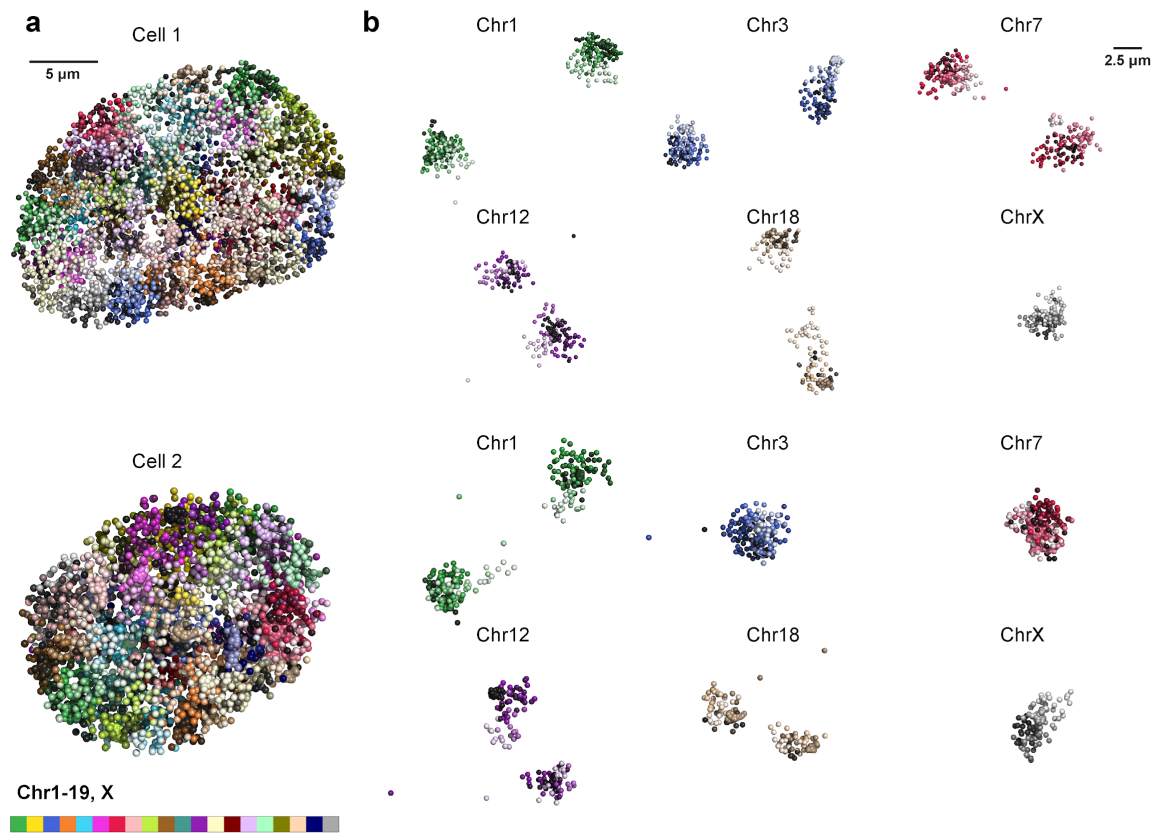 a
Cell 1
5 µm
b
Chr1
Chr3
Chr7
2.5 µm
Chr12
Chr18
ChrX
Cell 2
Chr1
Chr3
Chr7
Chr12
Chr18
ChrX
Chr1-19, X